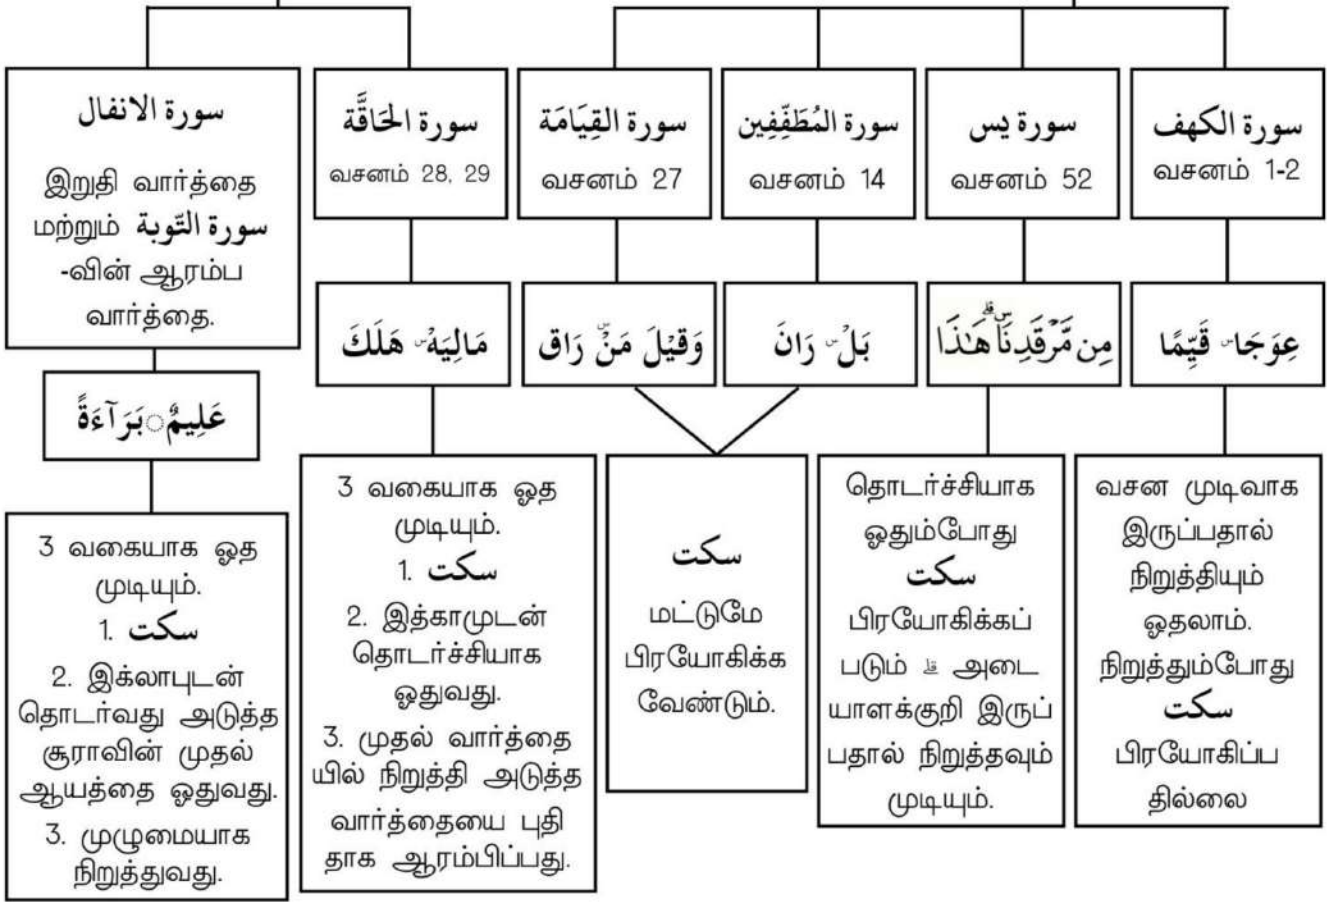 سورة الانفال
இறுதி வார்த்தை
மற்றும் سورة التّوبة
-வின் ஆரம்ப
வார்த்தை.
عَلِيمٌۢ بَرَآءَةٌ
3 வகையாக ஓத
முடியும்.
1. سكت
2. இக்லாபுடன்
தொடர்வது அடுத்த
சூராவின் முதல்
ஆயத்தை ஓதுவது.
3. முழுமையாக
நிறுத்துவது.
سورة الحَاقَّة
வசனம் 28, 29
مَالِيَهْ ۜ هَلَكَ
3 வகையாக ஓத
முடியும்.
1. سكت
2. இத்காமுடன்
தொடர்ச்சியாக
ஓதுவது.
3. முதல் வார்த்தை
யில் நிறுத்தி அடுத்த
வார்த்தையை புதி
தாக ஆரம்பிப்பது.
سورة القِيَامَة
வசனம் 27
وَقِيْلَ مَنْ ۜ رَاق
سورة المُطَفِّفِين
வசனம் 14
بَلْ ۜ رَانَ
سكت
மட்டுமே
பிரயோகிக்க
வேண்டும்.
سورة يس
வசனம் 52
مِن مَّرْقَدِنَا ۜ ۗ هَٰذَا
தொடர்ச்சியாக
ஓதும்போது
سكت
பிரயோகிக்கப்
படும் قلے அடை
யாளக்குறி இருப்
பதால் நிறுத்தவும்
முடியும்.
سورة الكهف
வசனம் 1-2
عِوَجَا ۜ قَيِّمًا
வசன முடிவாக
இருப்பதால்
நிறுத்தியும்
ஓதலாம்.
நிறுத்தும்போது
سكت
பிரயோகிப்ப
தில்லை